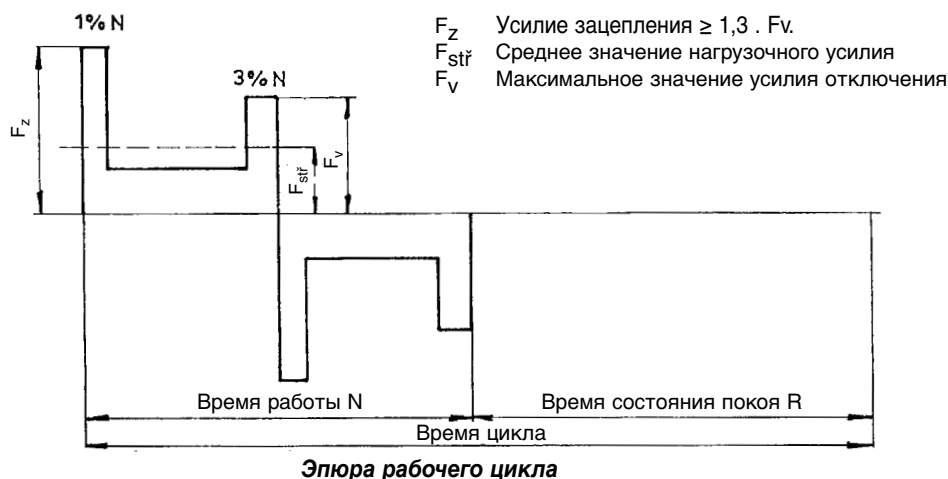 1% N
F_z Усилие зацепления ≥ 1,3 . Fv.
F_stř Среднее значение нагрузочного усилия
F_v Максимальное значение усилия отключения
3% N
F_z
F_stř
F_v
Время работы N
Время состояния покоя R
Время цикла
Эпюра рабочего цикла